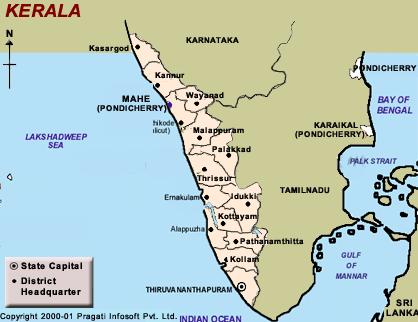 KERALA
N
KARNATAKA
Kasargod
Kannur
PONDICHERRY
MAHE
(PONDICHERRY)
Wayanad
BAY OF
BENGAL
hikode
licut)
Malappuram
KARAIKAL
(PONDICHERRY)
LAKSHADWEEP
SEA
Palakkad
PALK STRAIT
Thrissur
TAMILNADU
Ernakulam
Idukki
Kottayam
Alappuzha
Pathanamthitta
GULF
OF
MANNAR
Kollam
State Capital
District
Headquarter
THIRUVANANTHAPURAM
SRI
LANKA
Copyright 2000-01 Pragati Infosoft Pvt. Ltd.
INDIAN OCEAN